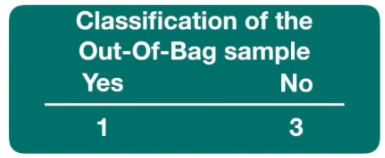 Classification of the
Out-Of-Bag sample
Yes No
1 3